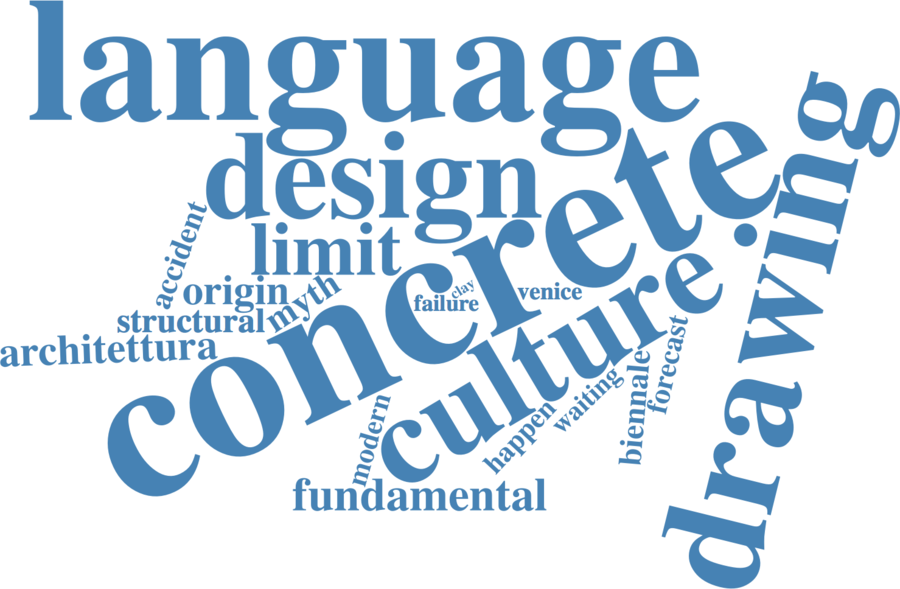 language
design
concrete
drawing
limit
accident
origin
myth
clay
failure
venice
culture
structural
architettura
forecast
biennale
waiting
happen
modern
fundamental